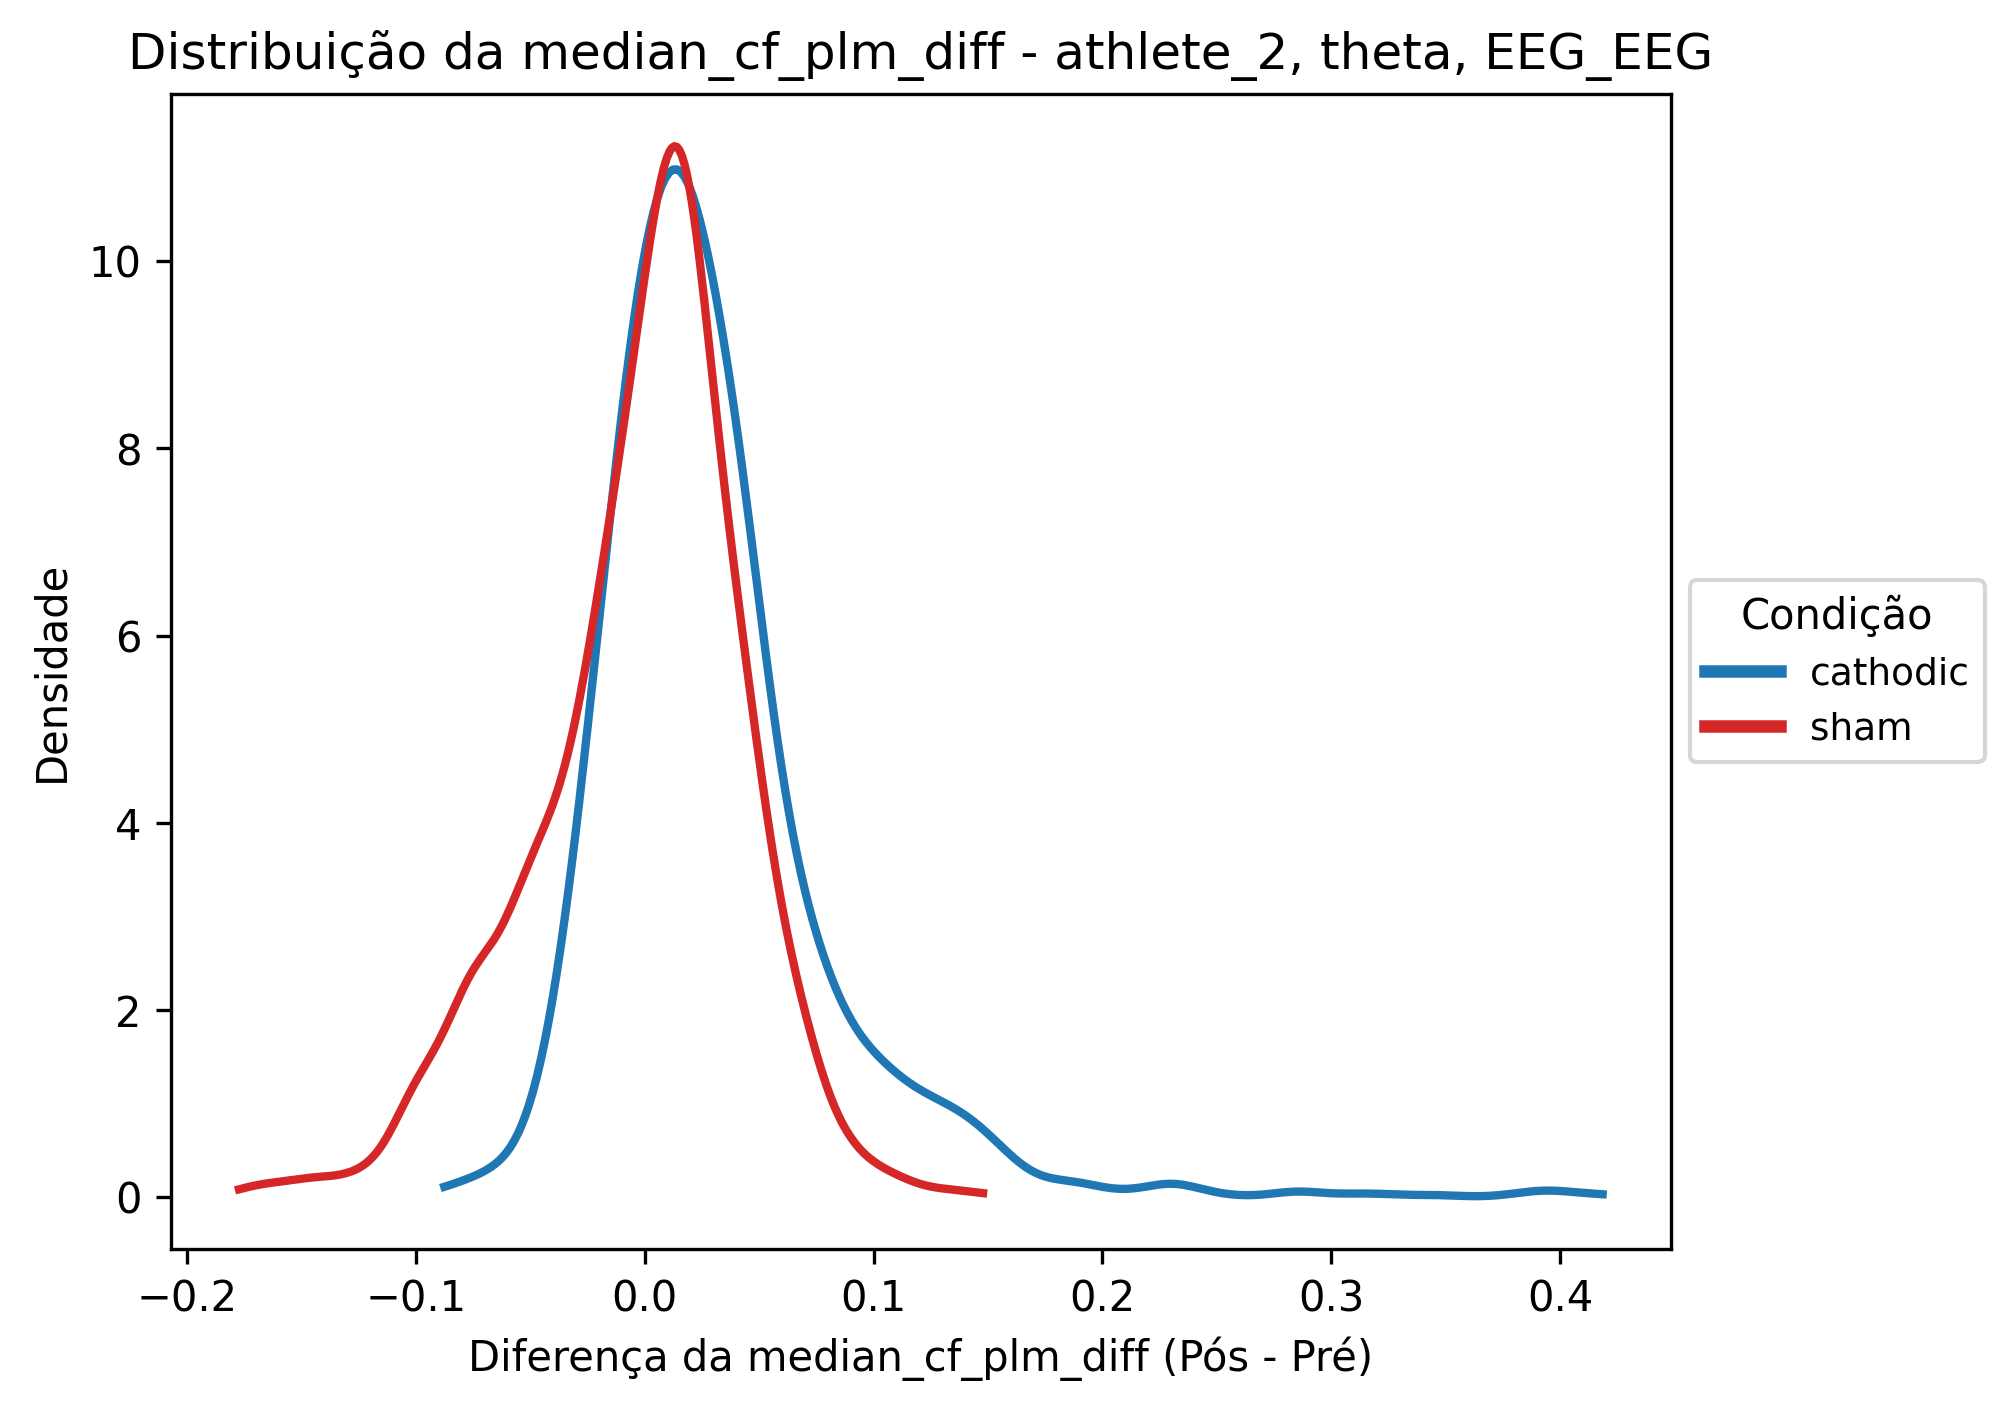 Distribuição da median_cf_plm_diff - athlete_2, theta, EEG_EEG
Densidade
10
8
6
4
2
0
−0.2 −0.1 0.0 0.1 0.2 0.3 0.4
Diferença da median_cf_plm_diff (Pós - Pré)
Condição
cathodic
sham